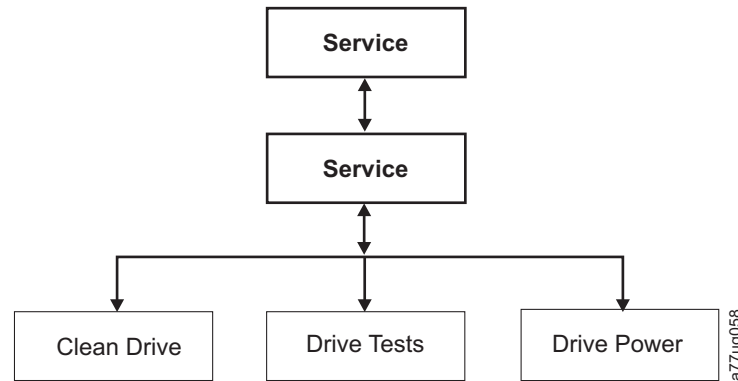 Service
Service
Clean Drive
Drive Tests
Drive Power
a77ug058